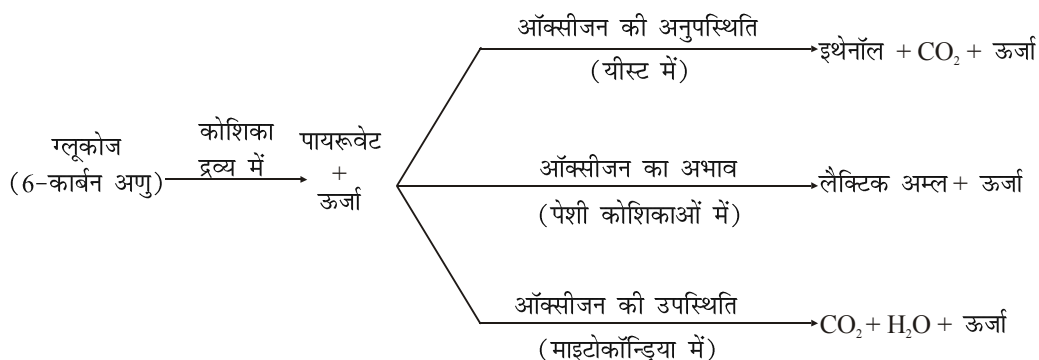 ग्लूकोज
(6-कार्बन अणु)
कोशिका
द्रव्य में
पायरूवेट
+
ऊर्जा
ऑक्सीजन की अनुपस्थिति
(यीस्ट में)
इथेनॉल + CO₂ + ऊर्जा
ऑक्सीजन का अभाव
(पेशी कोशिकाओं में)
लैक्टिक अम्ल + ऊर्जा
ऑक्सीजन की उपस्थिति
(माइटोकॉन्ड्रिया में)
CO₂ + H₂O + ऊर्जा